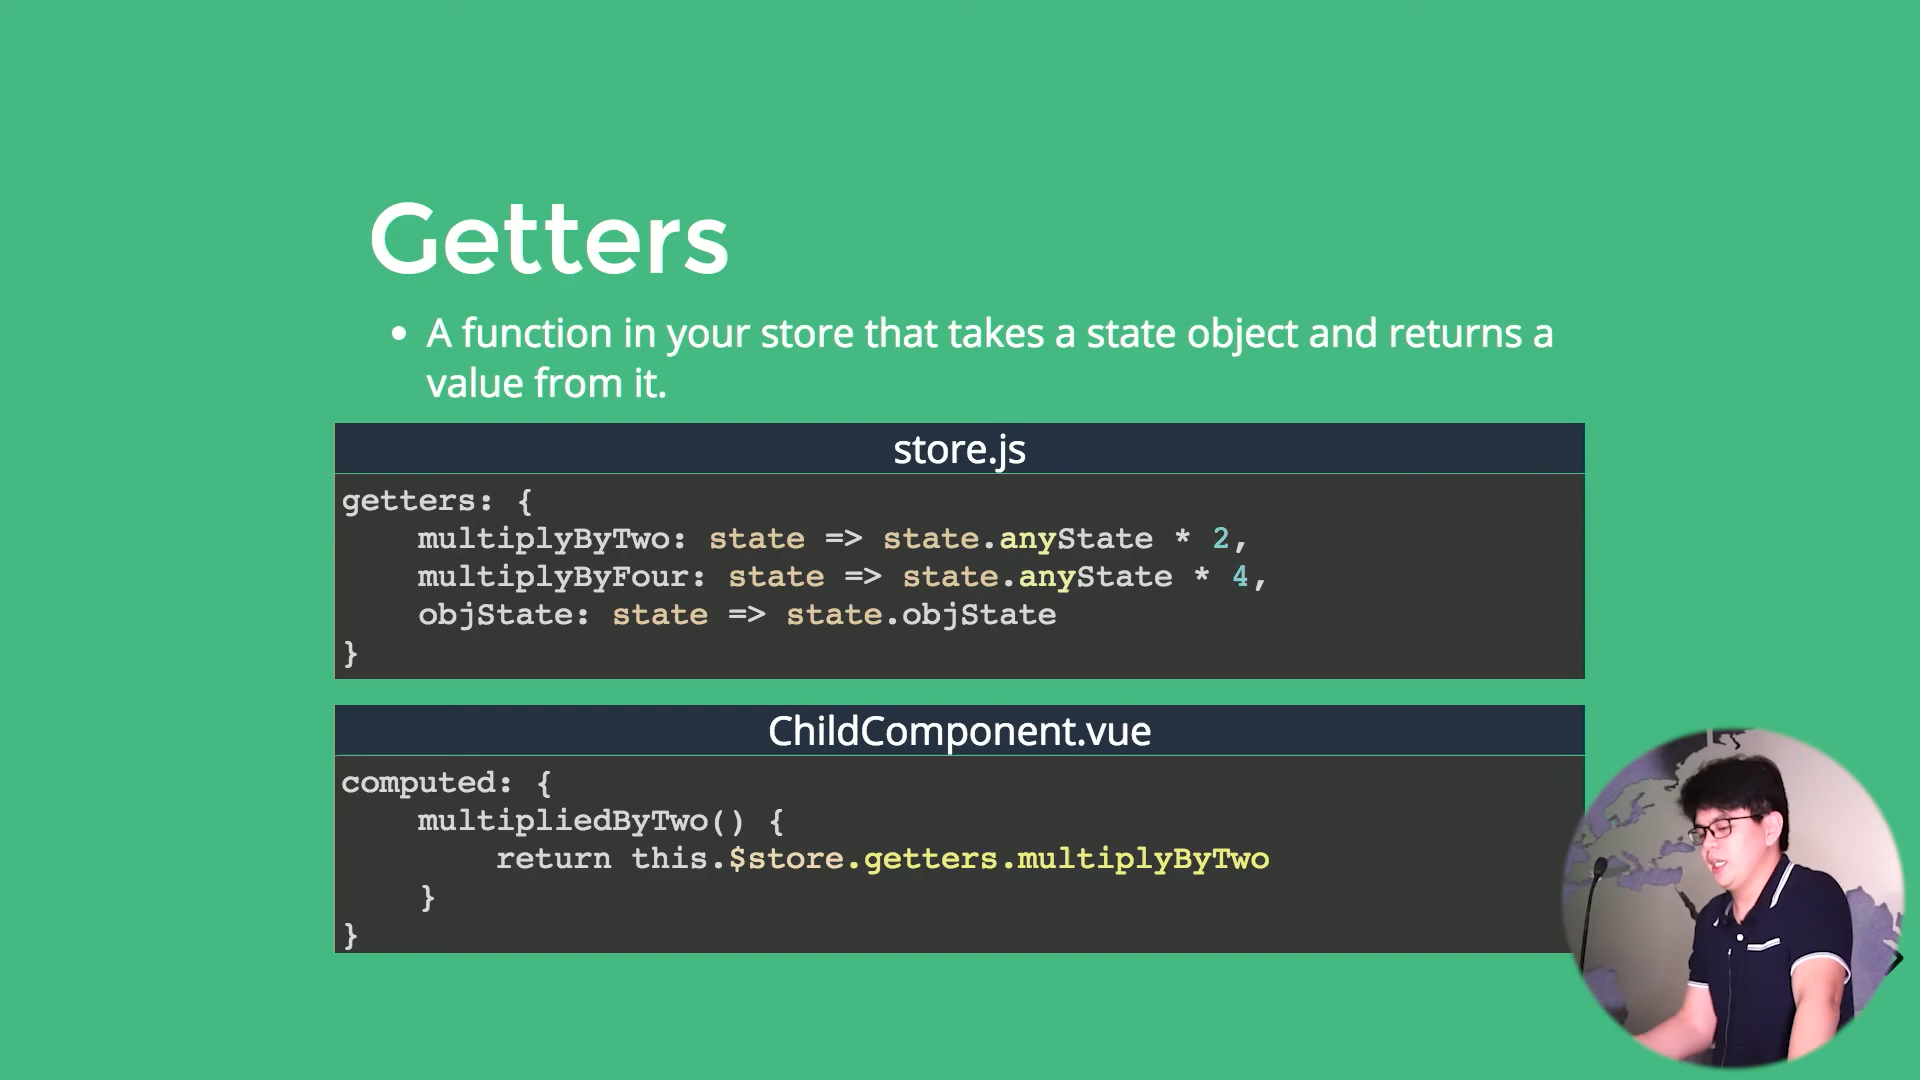 Getters
• A function in your store that takes a state object and returns a
value from it.
store.js
getters: {
    multiplyByTwo: state => state.anyState * 2,
    multiplyByFour: state => state.anyState * 4,
    objState: state => state.objState
}
ChildComponent.vue
computed: {
    multipliedByTwo() {
        return this.$store.getters.multiplyByTwo
    }
}